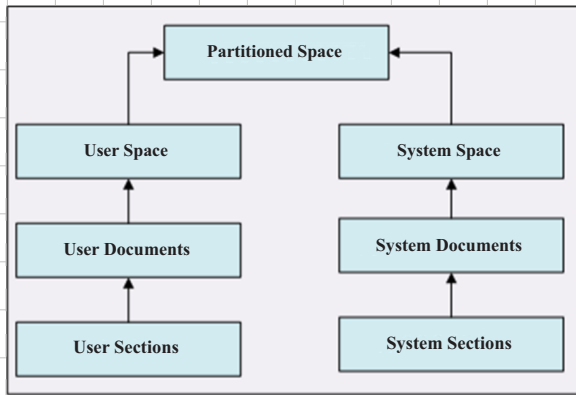 Partitioned Space
User Space
System Space
User Documents
System Documents
User Sections
System Sections